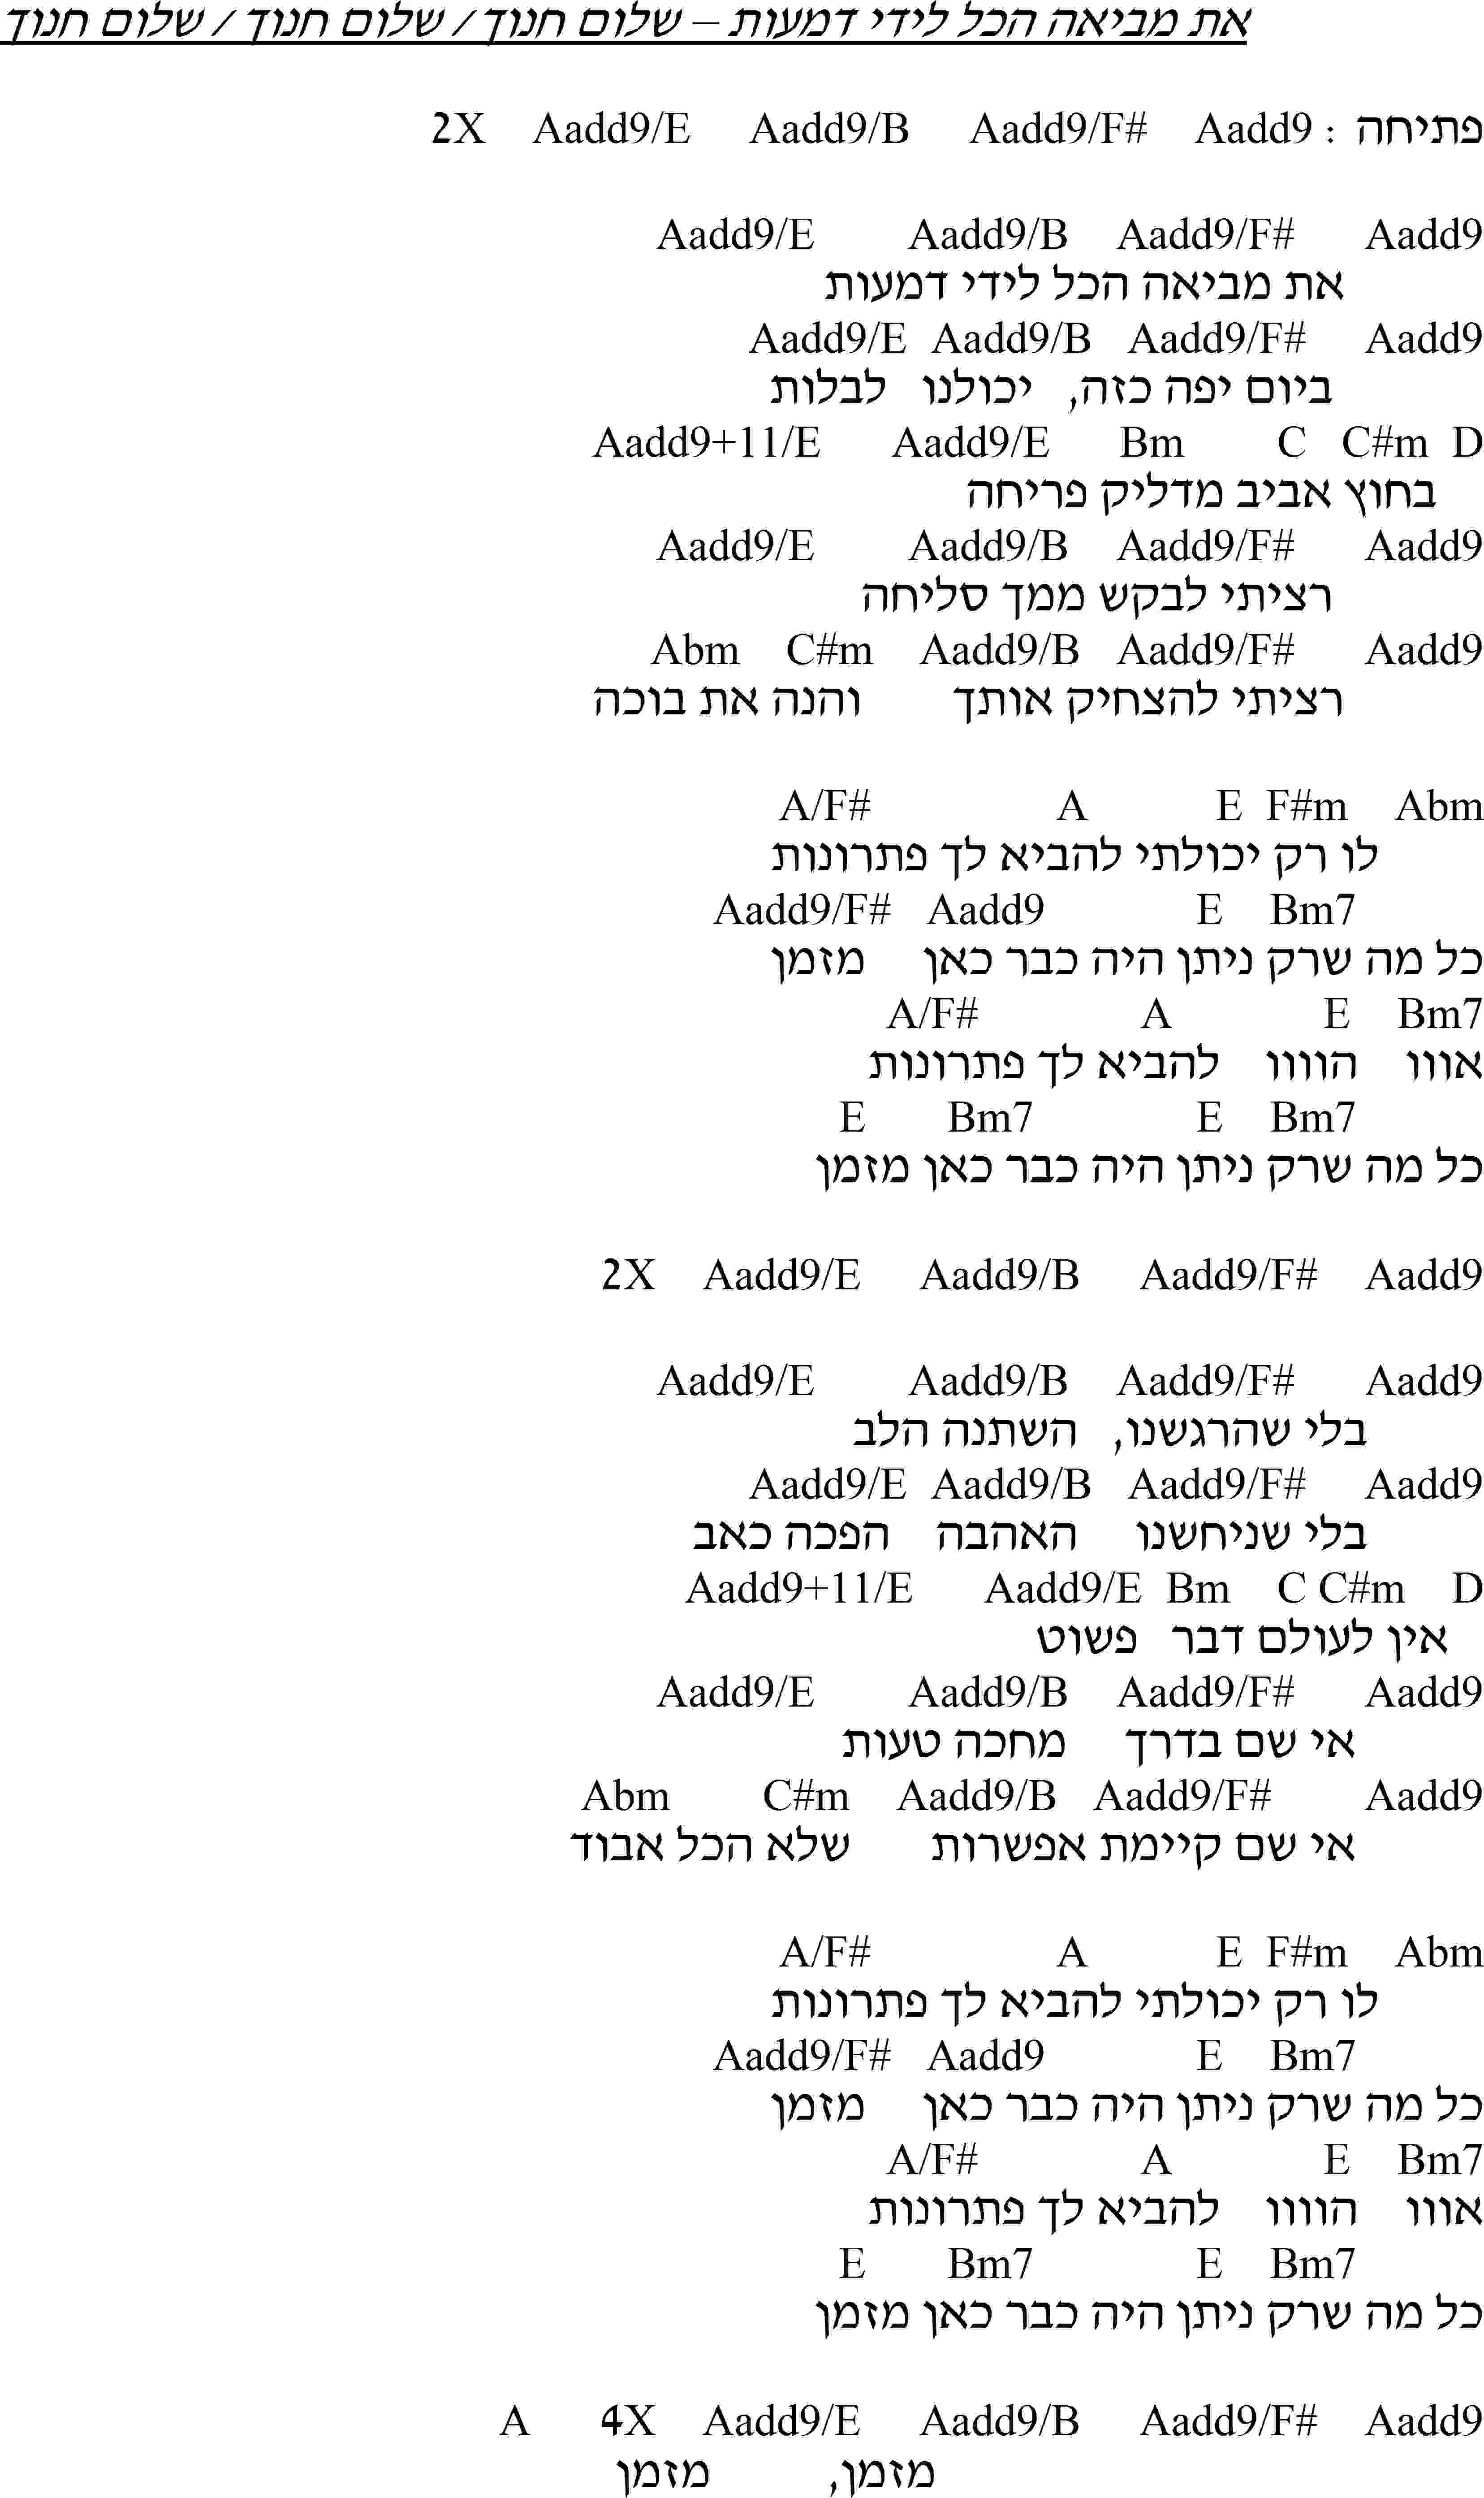 את מביאה הכל לידי דמעות – שלום חנוך / שלום חנוך / שלום חנוך
פתיחה : Aadd9 Aadd9/F# Aadd9/B Aadd9/E 2X
Aadd9 Aadd9/F# Aadd9/B Aadd9/E
את מביאה הכל לידי דמעות
Aadd9 Aadd9/F# Aadd9/B Aadd9/E
ביום יפה כזה, יכולנו לבלות
D C#m C Bm Aadd9/E Aadd9+11/E
בחוץ אביב מדליק פריחה
Aadd9 Aadd9/F# Aadd9/B Aadd9/E
רציתי לבקש ממך סליחה
Aadd9 Aadd9/F# Aadd9/B C#m Abm
רציתי להצחיק אותך והנה את בוכה
Abm F#m E A A/F#
לו רק יכולתי להביא לך פתרונות
Bm7 E Aadd9 Aadd9/F#
כל מה שרק ניתן היה כבר כאן מזמן
Bm7 E A A/F#
אווו הווווו להביא לך פתרונות
Bm7 E Bm7 E
כל מה שרק ניתן היה כבר כאן מזמן
Aadd9 Aadd9/F# Aadd9/B Aadd9/E 2X
Aadd9 Aadd9/F# Aadd9/B Aadd9/E
בלי שהרגשנו, השתנה הלב
Aadd9 Aadd9/F# Aadd9/B Aadd9/E
בלי שניחשנו האהבה הפכה כאב
D C#m C Bm Aadd9/E Aadd9+11/E
אין לעולם דבר פשוט
Aadd9 Aadd9/F# Aadd9/B Aadd9/E
אי שם בדרך מחכה טעות
Aadd9 Aadd9/F# Aadd9/B C#m Abm
אי שם קיימת אפשרות שלא הכל אבוד
Abm F#m E A A/F#
לו רק יכולתי להביא לך פתרונות
Bm7 E Aadd9 Aadd9/F#
כל מה שרק ניתן היה כבר כאן מזמן
Bm7 E A A/F#
אווו הווווו להביא לך פתרונות
Bm7 E Bm7 E
כל מה שרק ניתן היה כבר כאן מזמן
Aadd9 Aadd9/F# Aadd9/B Aadd9/E 4X A
מזמן, מזמן